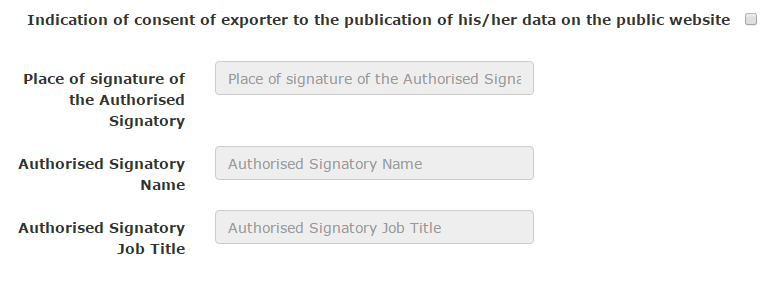 Indication of consent of exporter to the publication of his/her data on the public website
Place of signature of
the Authorised
Signatory
Place of signature of the Authorised Signa
Authorised Signatory
Name
Authorised Signatory Name
Authorised Signatory
Job Title
Authorised Signatory Job Title